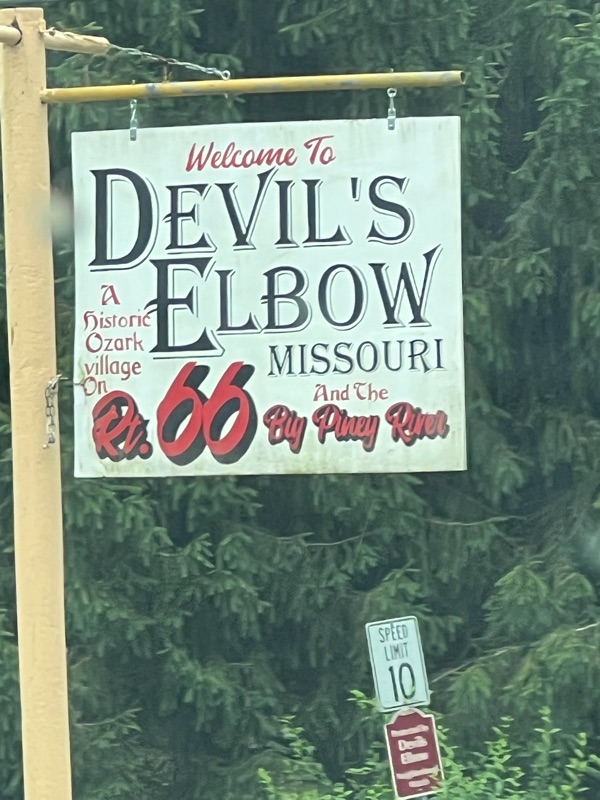 Welcome To
DEVIL'S
ELBOW
A
Historic
Ozark
village
On
MISSOURI
And The
Rt. 66
Big Piney River
SPEED
LIMIT
10